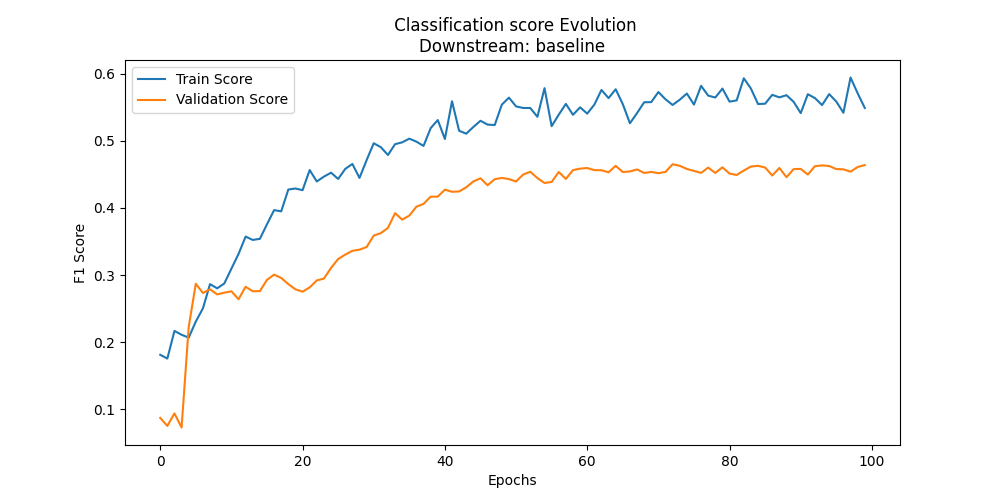 Classification score Evolution
Downstream: baseline
Train Score
Validation Score
F1 Score
0.6
0.5
0.4
0.3
0.2
0.1
0 20 40 60 80 100
Epochs